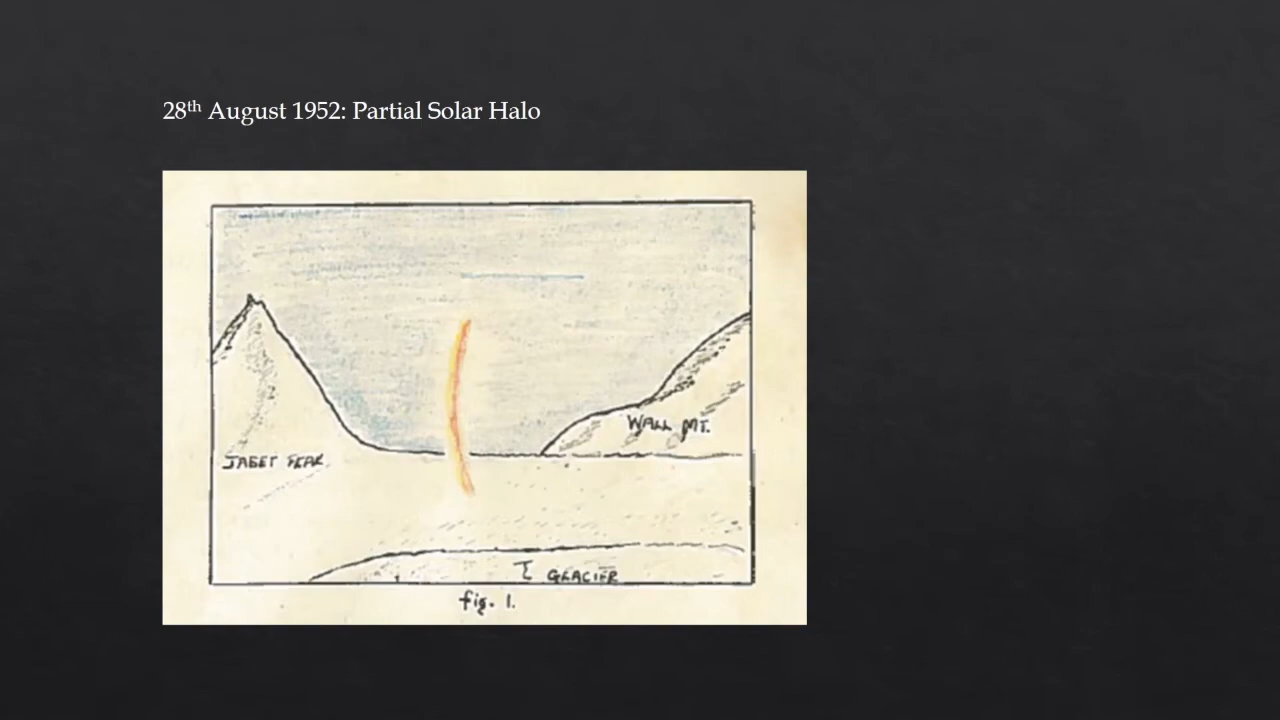 28th August 1952: Partial Solar Halo
WALL MT.
JABET PEAK
GLACIER
fig. 1.